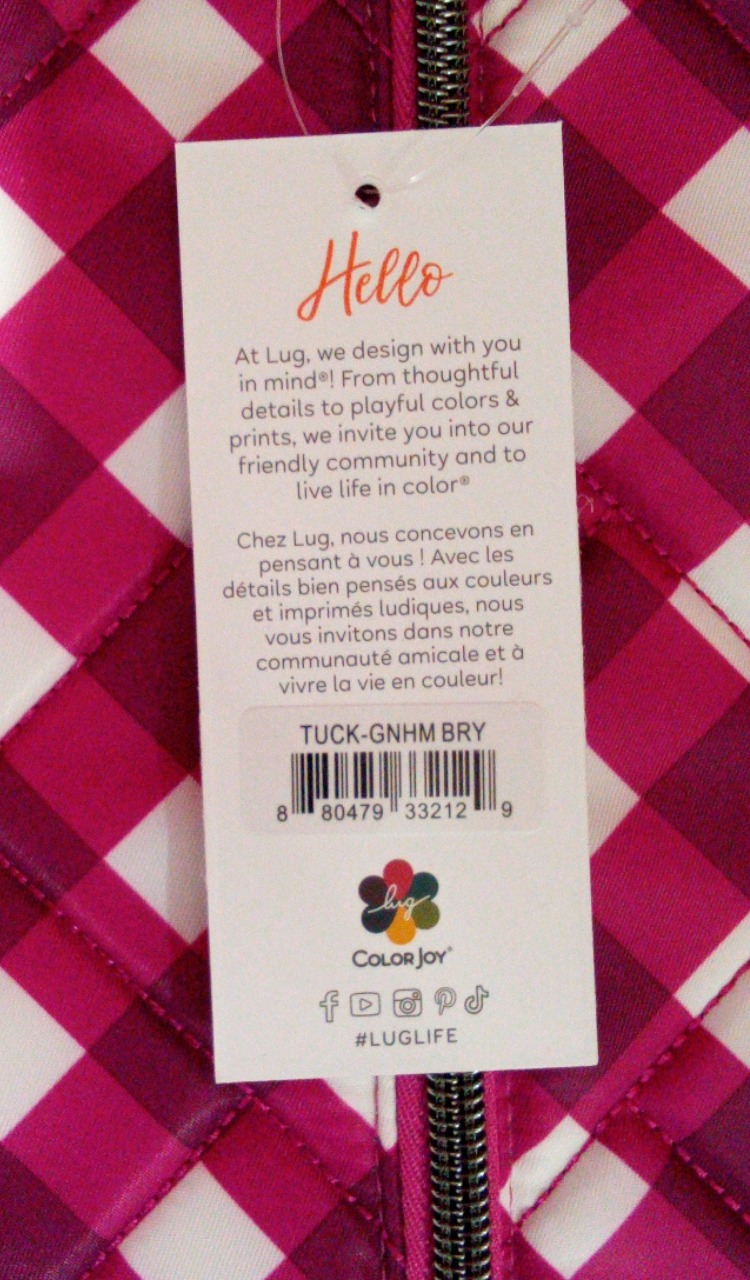 Hello
At Lug, we design with you
in mind®! From thoughtful
details to playful colors &
prints, we invite you into our
friendly community and to
live life in color®
Chez Lug, nous concevons en
pensant à vous ! Avec les
détails bien pensés aux couleurs
et imprimés ludiques, nous
vous invitons dans notre
communauté amicale et à
vivre la vie en couleur!
TUCK-GNHM BRY
8 80479 33212 9
lug
COLORJOY®
#LUGLIFE